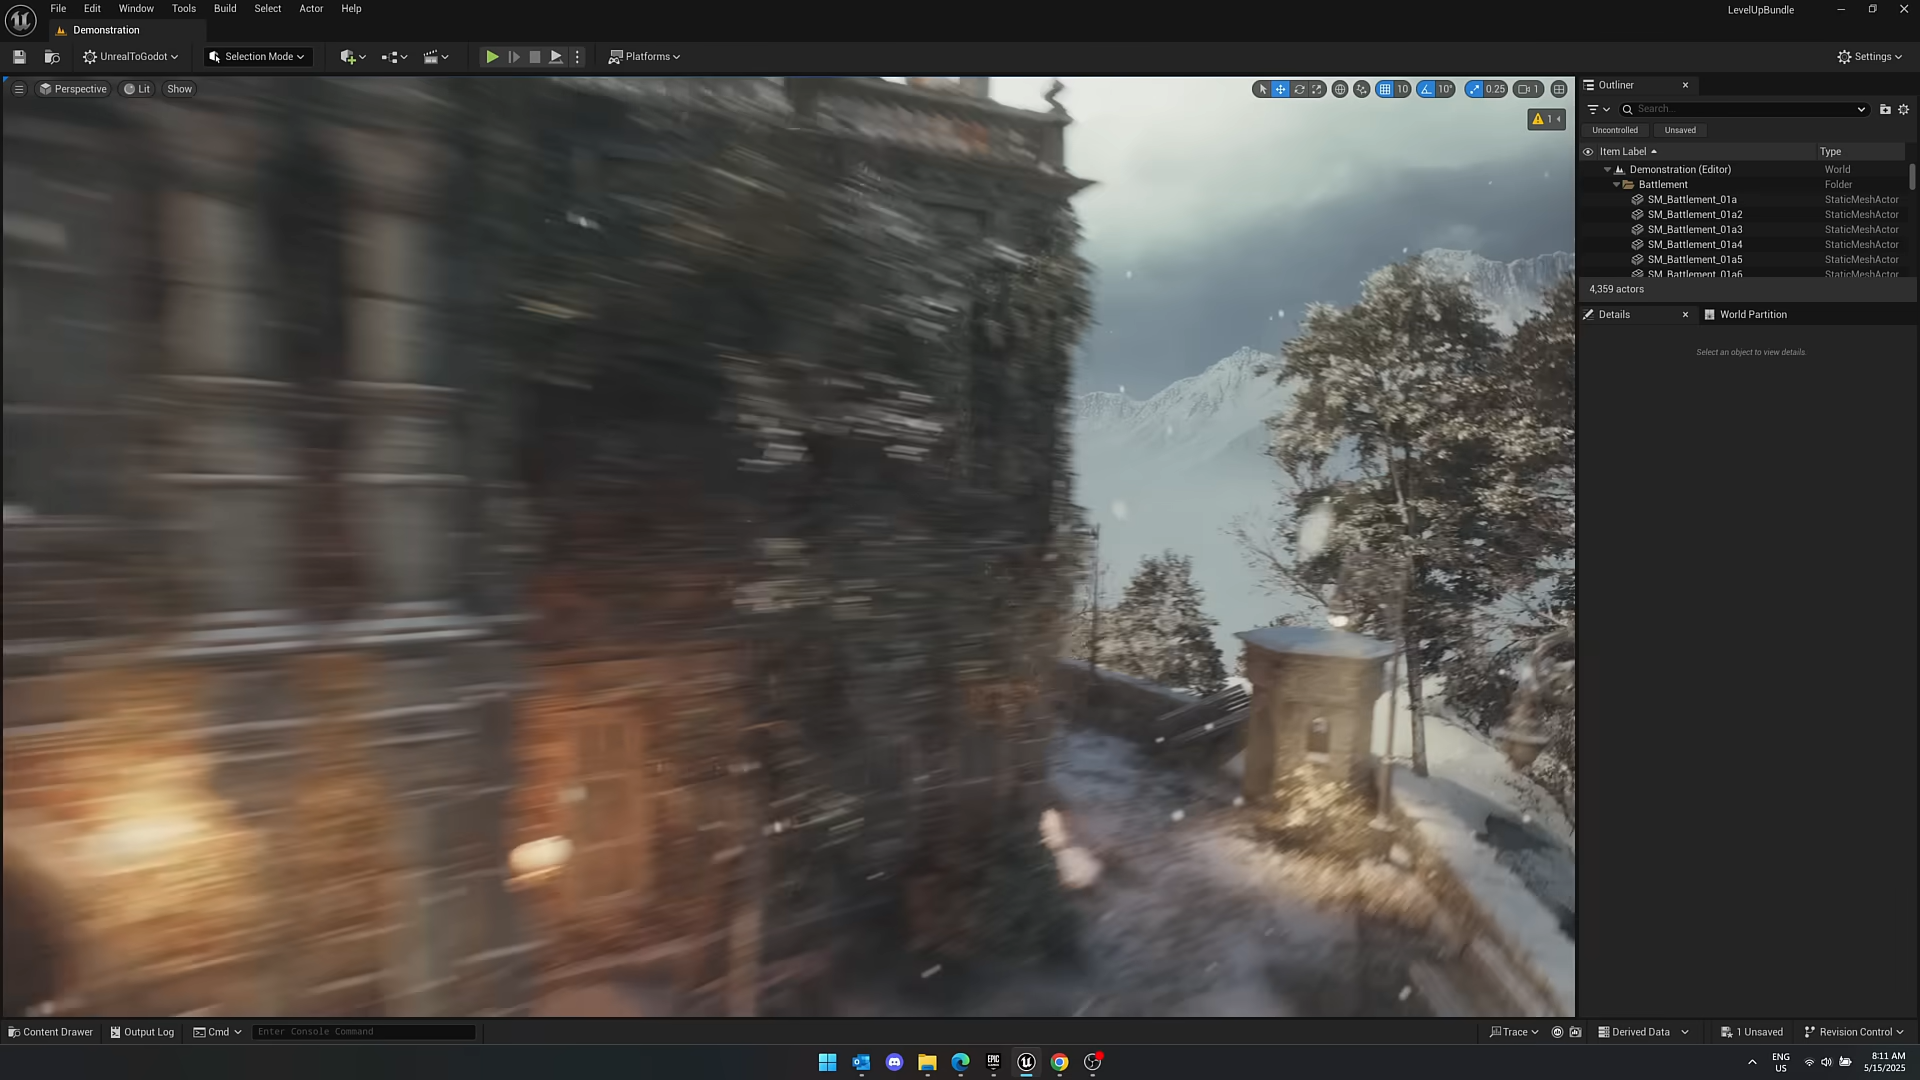 File Edit Window Tools Build Select Actor Help
LevelUpBundle
Demonstration
UnrealToGodot
Selection Mode
Platforms
Settings
Perspective
Lit
Show
10
10°
0.25
1
1
Outliner
Search...
Uncontrolled
Unsaved
Item Label
Type
Demonstration (Editor) World
Battlement Folder
SM_Battlement_01a StaticMeshActor
SM_Battlement_01a2 StaticMeshActor
SM_Battlement_01a3 StaticMeshActor
SM_Battlement_01a4 StaticMeshActor
SM_Battlement_01a5 StaticMeshActor
SM_Battlement_01a6 StaticMeshActor
4,359 actors
Details
World Partition
Select an object to view details.
Content Drawer
Output Log
Cmd
Enter Console Command
Trace
Derived Data
1 Unsaved
Revision Control
EPIC
ENG
US
8:11 AM
5/15/2025